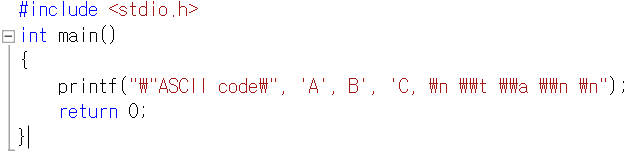 #include <stdio.h>
int main()
{
printf("₩"ASCII code₩", 'A', B', 'C, ₩n ₩₩t ₩₩a ₩₩n ₩n");
return 0;
}